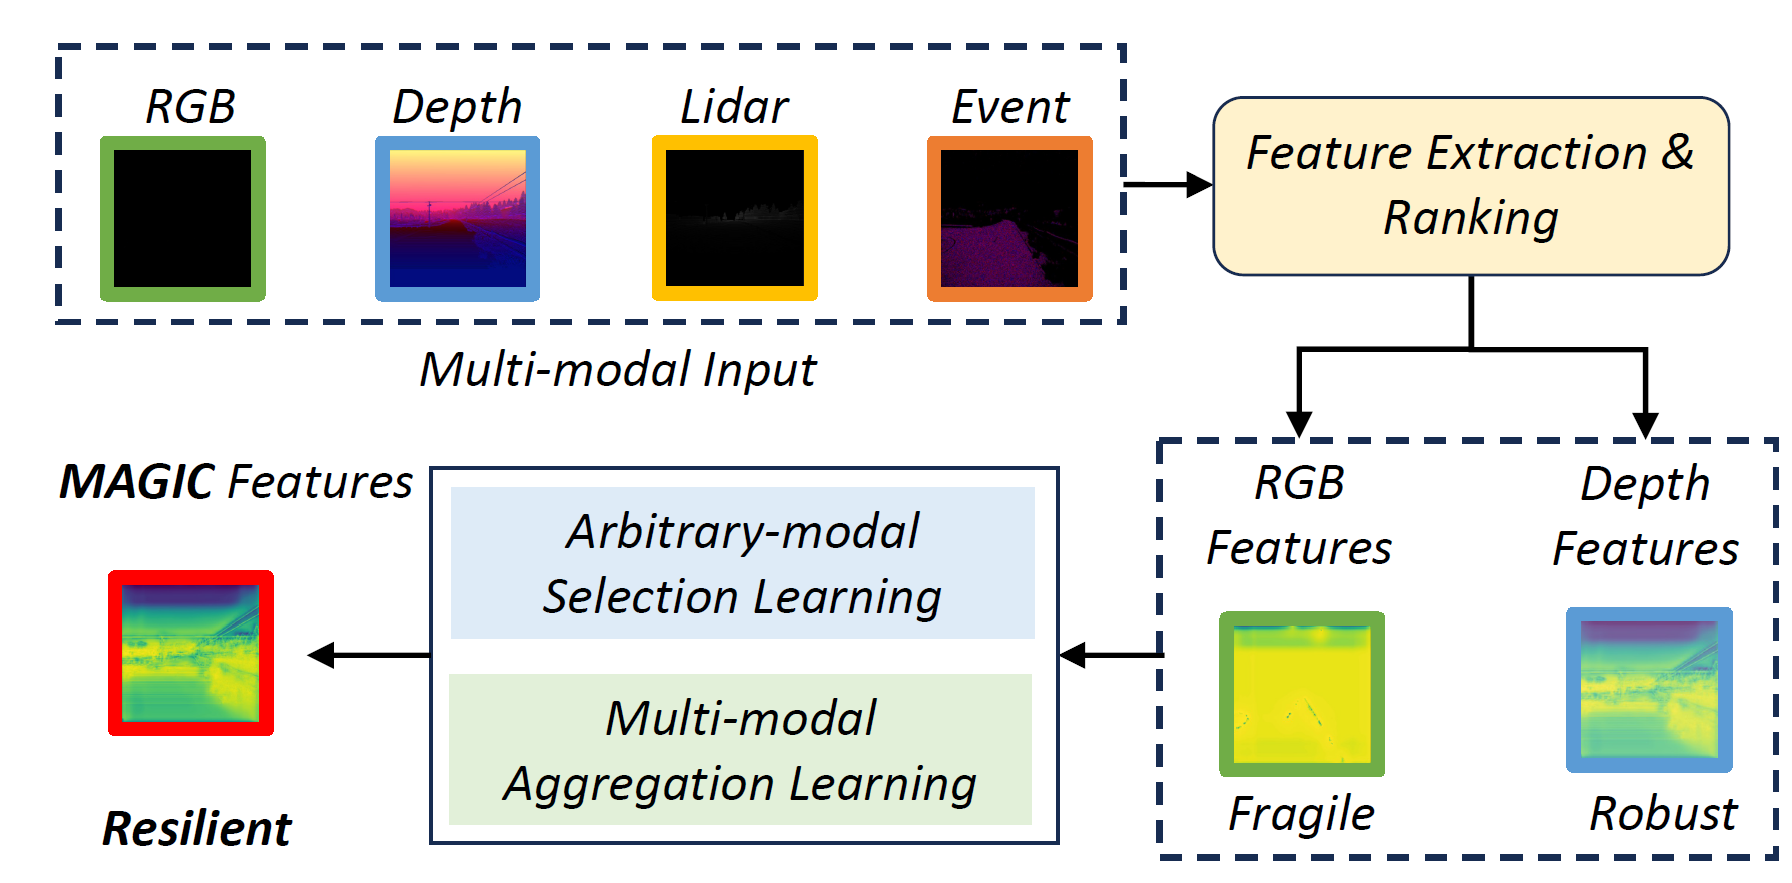 RGB
Depth
Lidar
Event
Multi-modal Input
Feature Extraction &
Ranking
RGB
Features
Depth
Features
Fragile
Robust
Arbitrary-modal
Selection Learning
Multi-modal
Aggregation Learning
MAGIC Features
Resilient